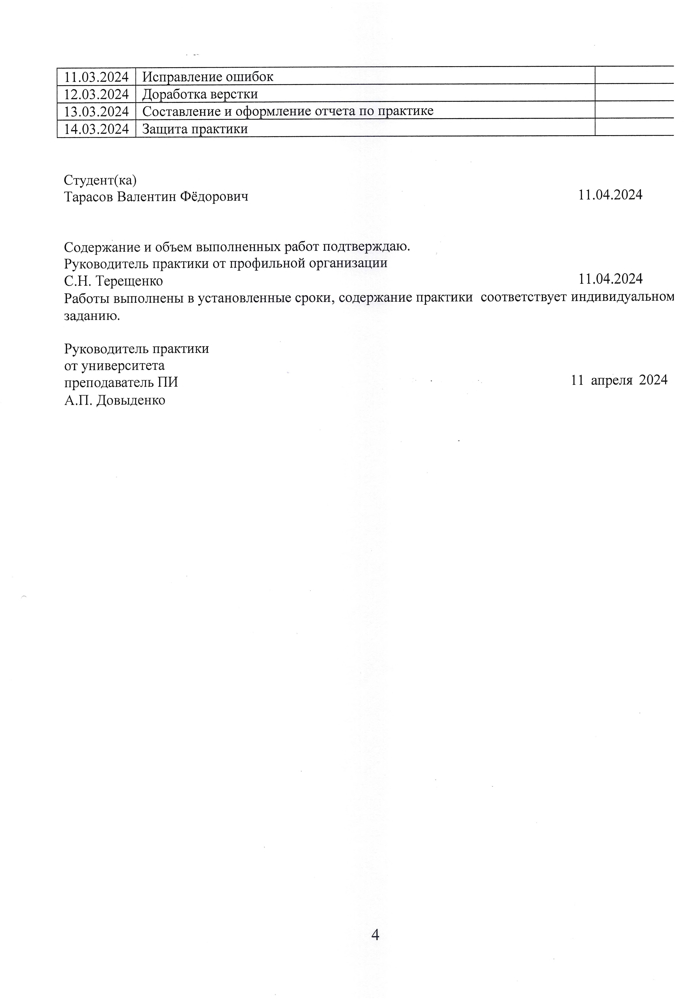 11.03.2024 Исправление ошибок
12.03.2024 Доработка верстки
13.03.2024 Составление и оформление отчета по практике
14.03.2024 Защита практики
Студент(ка)
Тарасов Валентин Фёдорович 11.04.2024
Содержание и объем выполненных работ подтверждаю.
Руководитель практики от профильной организации
С.Н. Терещенко 11.04.2024
Работы выполнены в установленные сроки, содержание практики соответствует индивидуальном
заданию.
Руководитель практики
от университета
преподаватель ПИ 11 апреля 2024
А.П. Довыденко
4